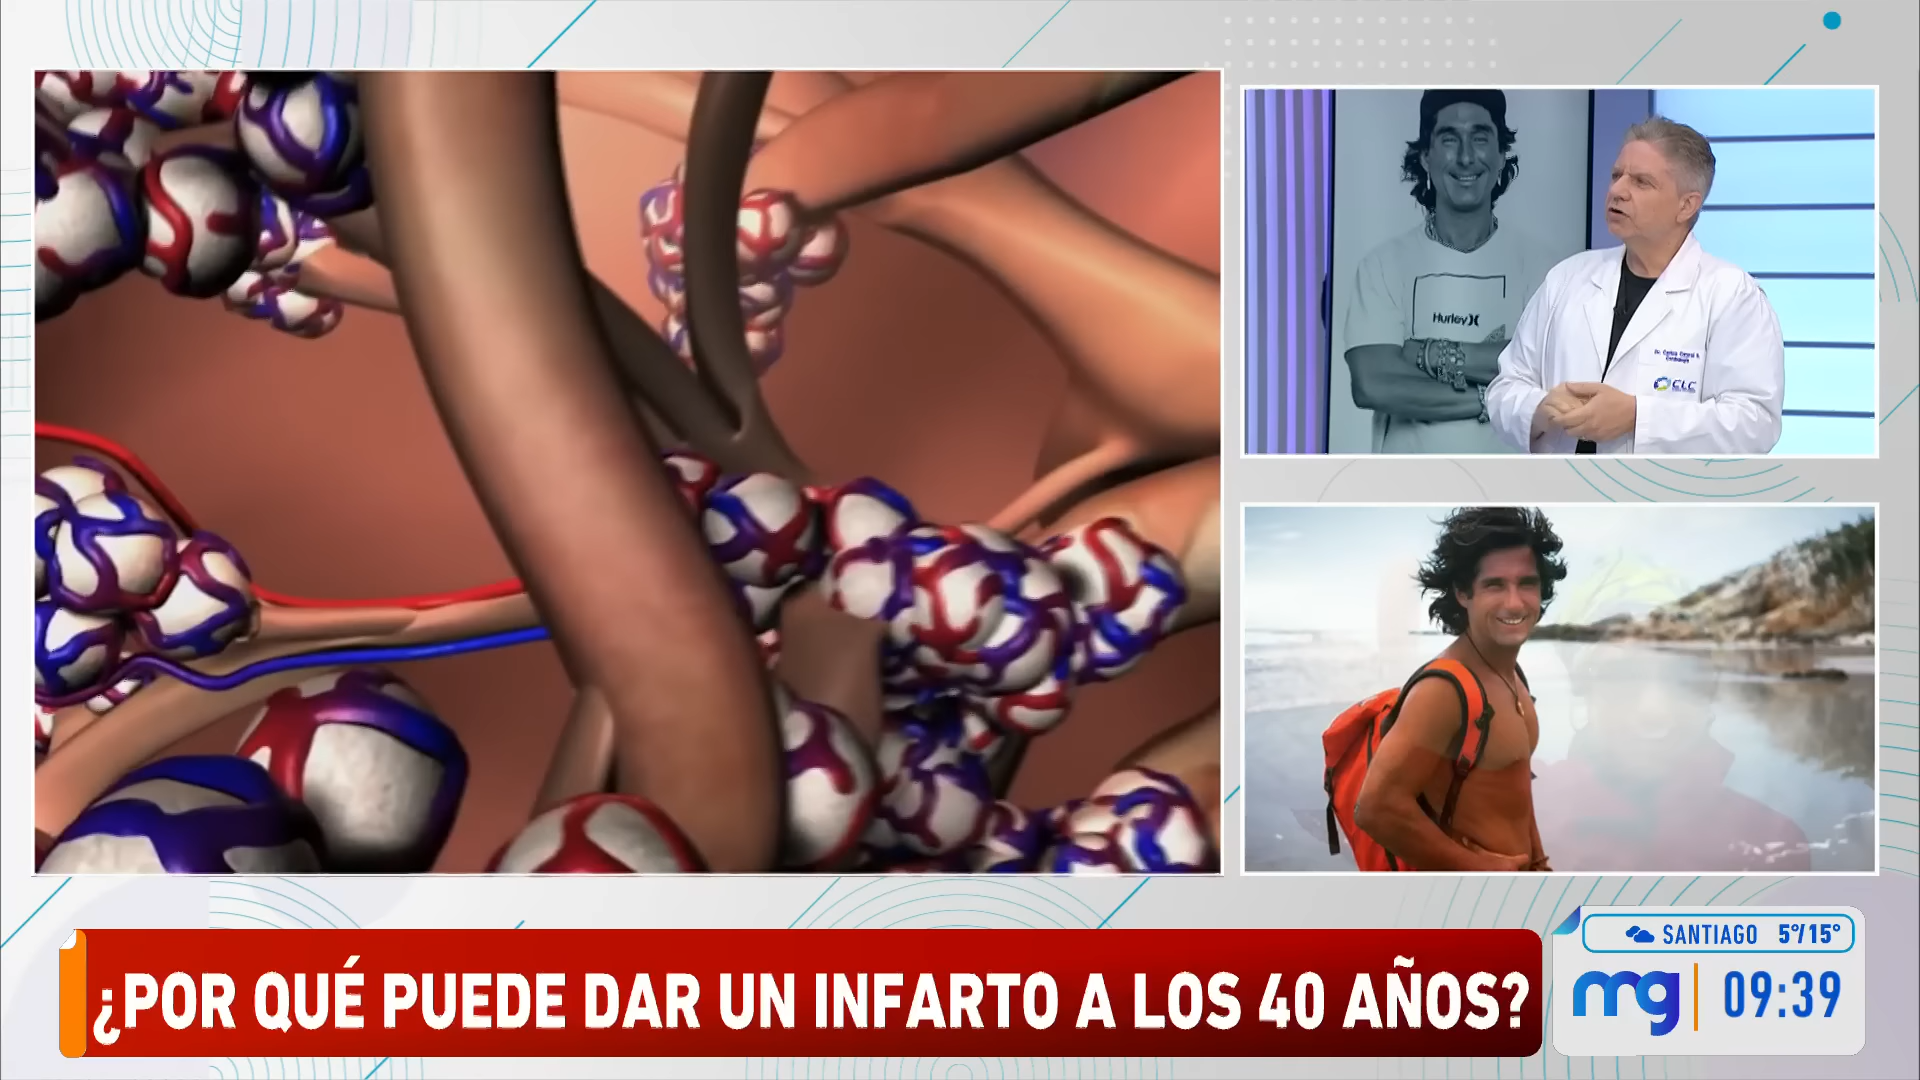 Hurley
CLC
¿POR QUÉ PUEDE DAR UN INFARTO A LOS 40 AÑOS?
SANTIAGO 5°/15°
mg
09:39